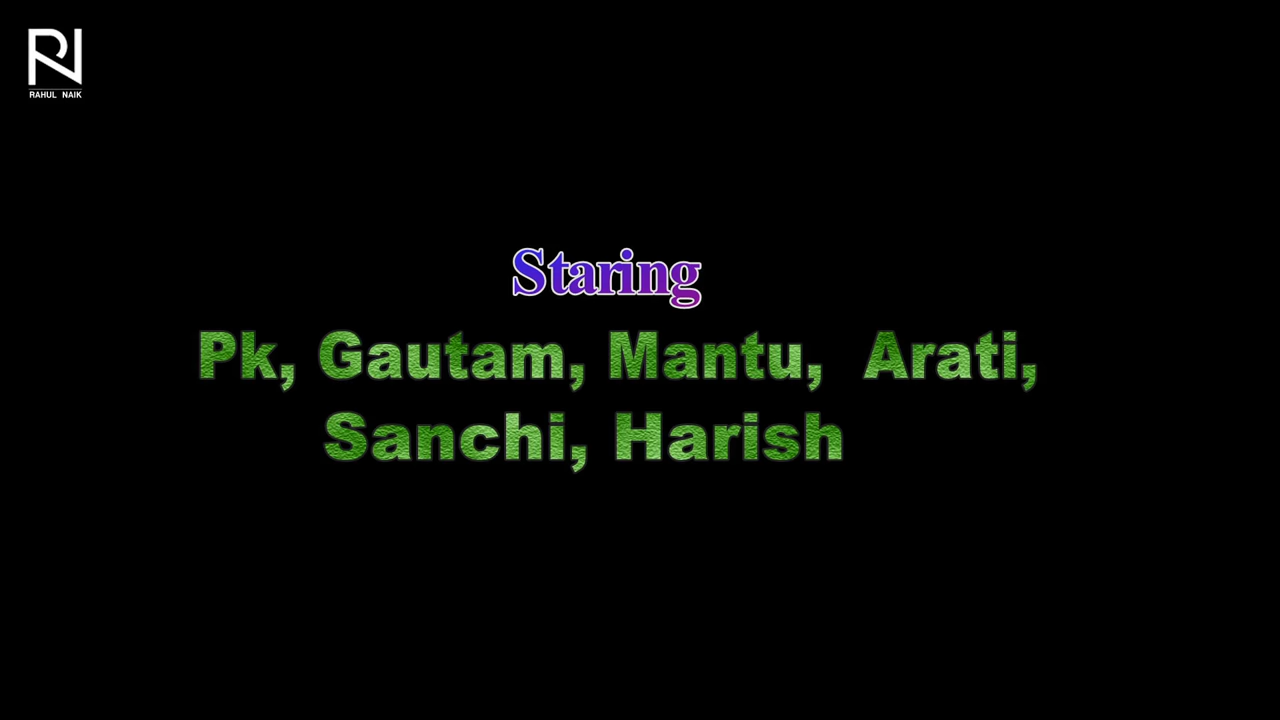 RAHUL NAIK
Staring
Pk, Gautam, Mantu, Arati,
Sanchi, Harish